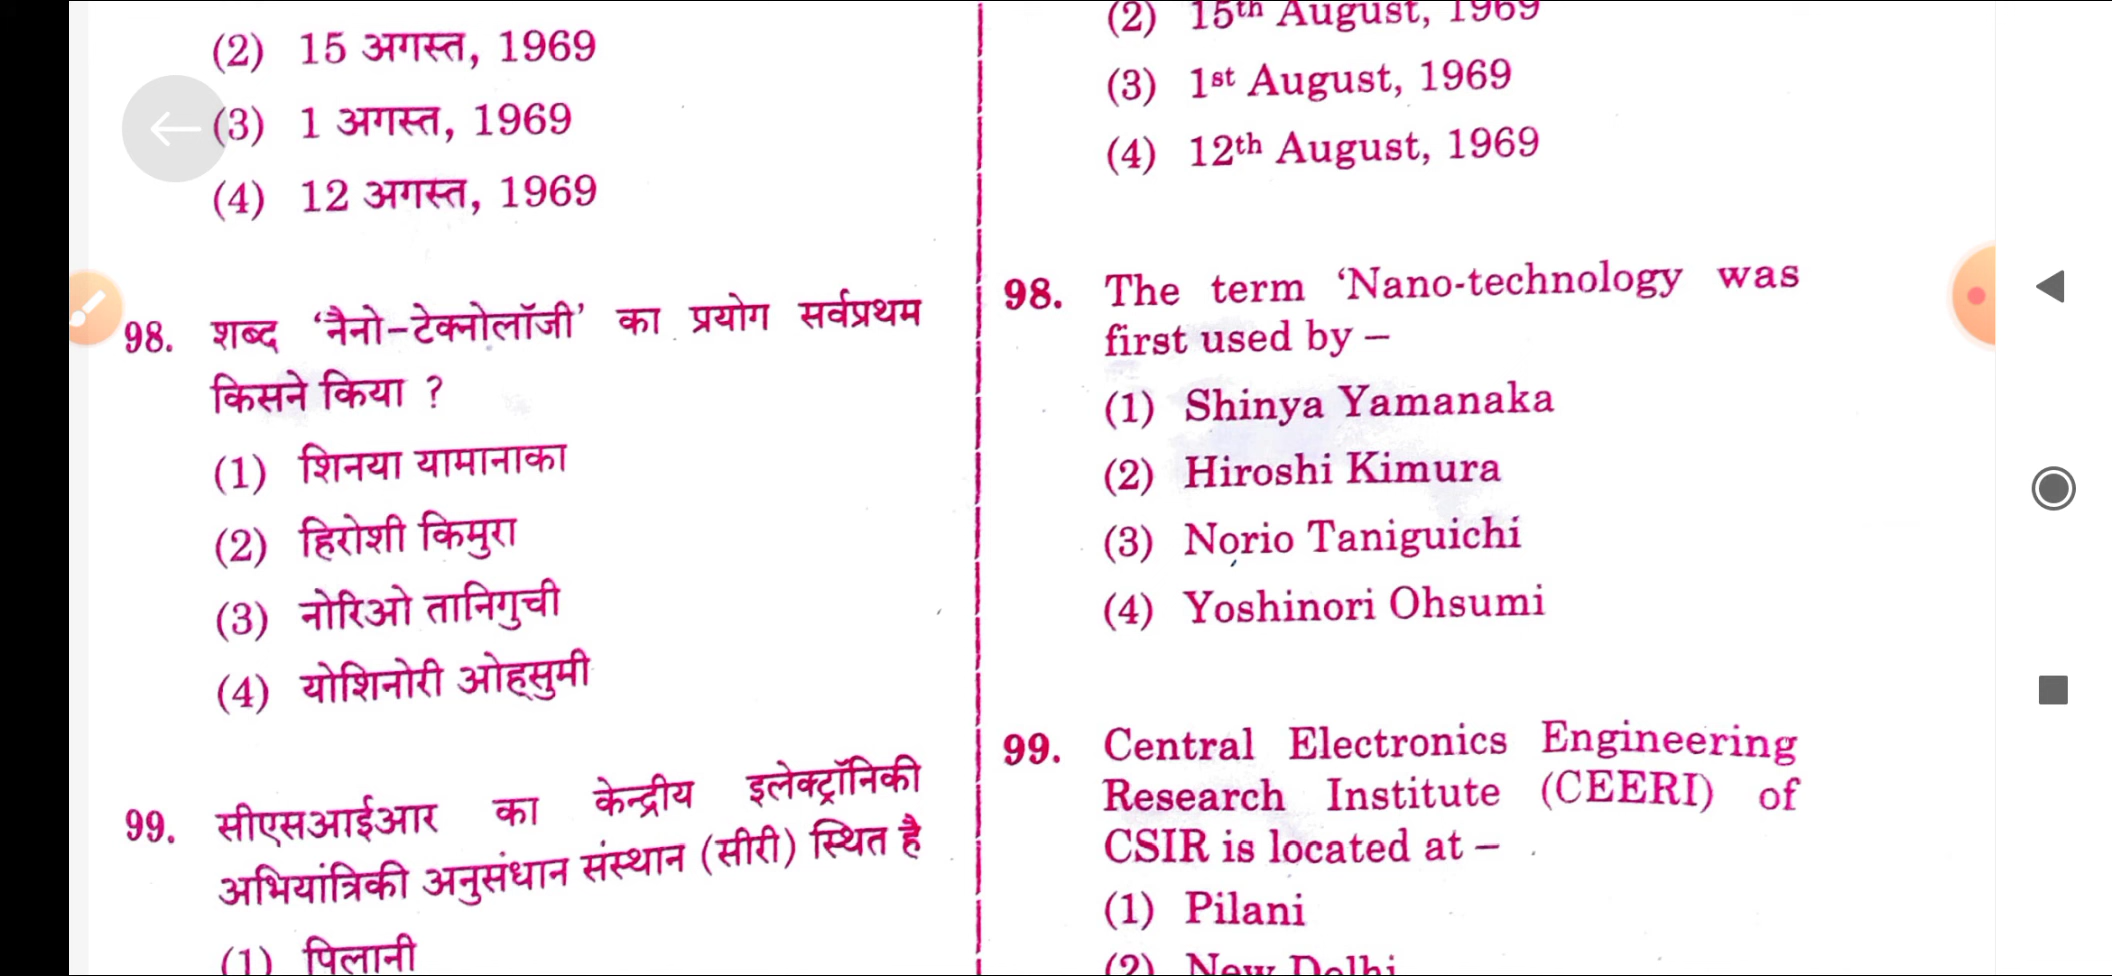 (2) 15 अगस्त, 1969
(3) 1 अगस्त, 1969
(4) 12 अगस्त, 1969
98. शब्द ‘नैनो-टेक्नोलॉजी’ का प्रयोग सर्वप्रथम
किसने किया ?
(1) शिनया यामानाका
(2) हिरोशी किमुरा
(3) नोरिओ तानिगुची
(4) योशिनोरी ओह्सुमी
99. सीएसआईआर का केन्द्रीय इलेक्ट्रॉनिकी
अभियांत्रिकी अनुसंधान संस्थान (सीरी) स्थित है
(1) पिलानी
(2) 15th August, 1969
(3) 1st August, 1969
(4) 12th August, 1969
98. The term ‘Nano-technology was
first used by –
(1) Shinya Yamanaka
(2) Hiroshi Kimura
(3) Norio Taniguichi
(4) Yoshinori Ohsumi
99. Central Electronics Engineering
Research Institute (CEERI) of
CSIR is located at –
(1) Pilani
(2) New Delhi